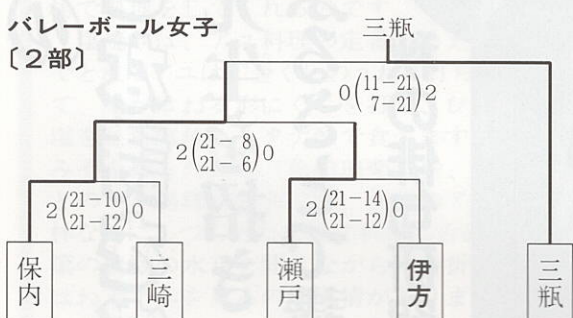 バレーボール女子
〔2部〕
三瓶
0(11-21)2
7-21
2(21- 8)0
21- 6
2(21-10)0
21-12
2(21-14)0
21-12
保内
三崎
瀬戸
伊方
三瓶